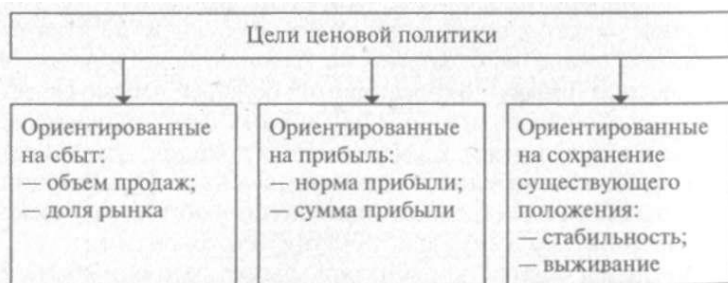 Цели ценовой политики
Ориентированные
на сбыт:
— объем продаж;
— доля рынка
Ориентированные
на прибыль:
— норма прибыли;
— сумма прибыли
Ориентированные
на сохранение
существующего
положения:
— стабильность;
— выживание